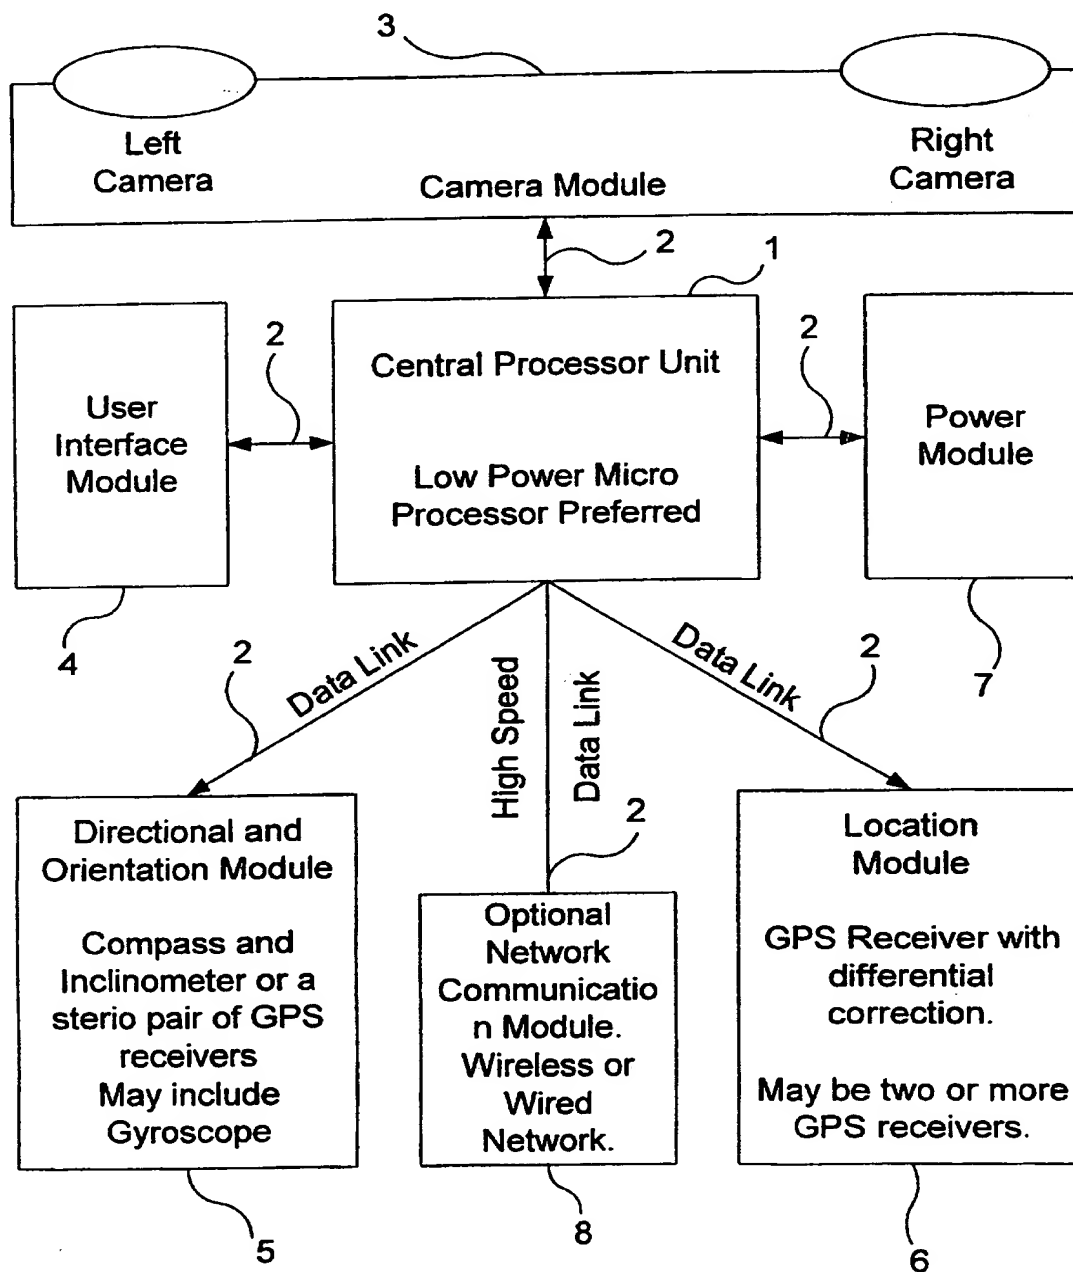 3
Left
Camera
Right
Camera
Camera Module
2
1
User
Interface
Module
2
Central Processor Unit
Low Power Micro
Processor Preferred
2
Power
Module
4
7
2
Data Link
High Speed
Data Link
Data Link
2
2
Directional and
Orientation Module
Compass and
Inclinometer or a
sterio pair of GPS
receivers
May include
Gyroscope
Optional
Network
Communicatio
n Module.
Wireless or
Wired
Network.
Location
Module
GPS Receiver with
differential
correction.
May be two or more
GPS receivers.
5
8
6